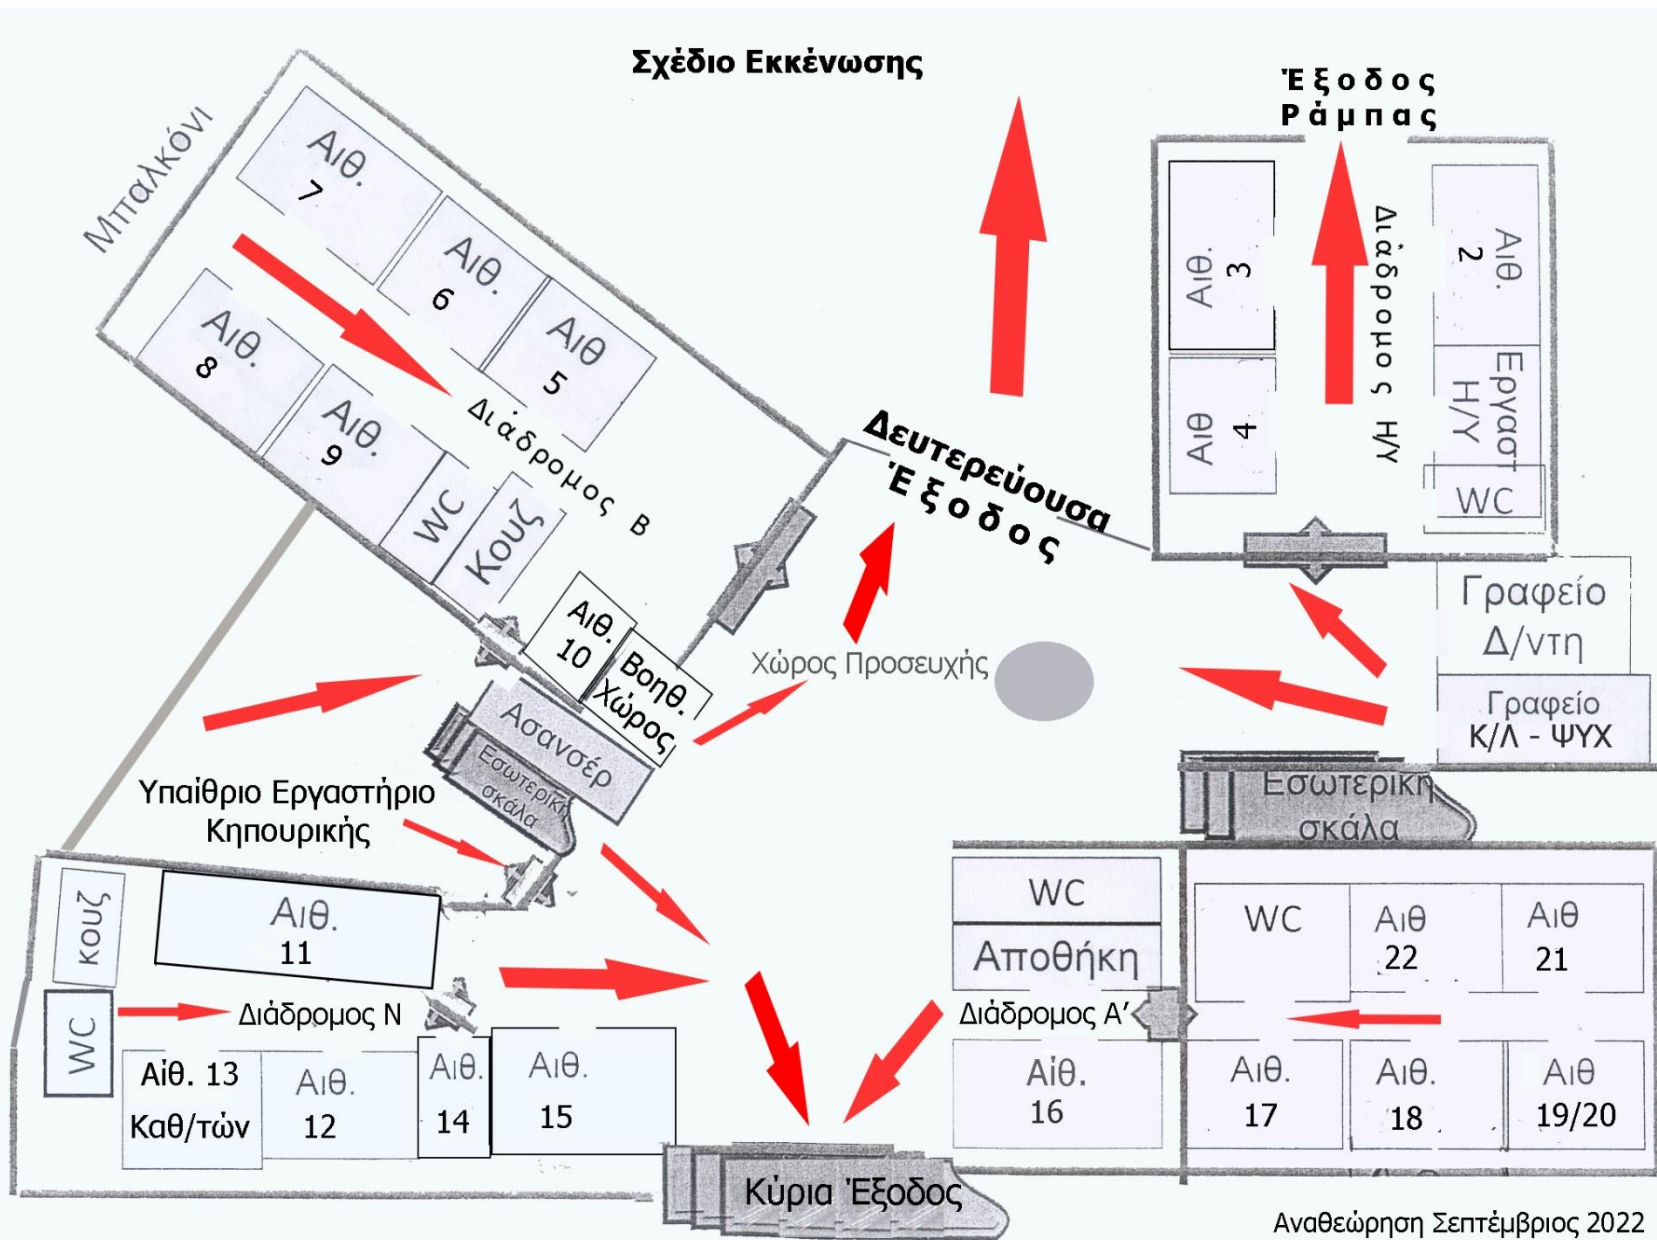 Σχέδιο Εκκένωσης
Έξοδος
Ράμπας
Μπαλκόνι
Αιθ.
7
Αιθ.
6
Αιθ
5
Αιθ.
8
Αιθ.
9
WC
Κουζ
Διάδρομος Β
Αιθ.
10
Βοηθ.
Χώρος
Ασανσέρ
Εσωτερική
σκάλα
Δευτερεύουσα
Έξοδος
Χώρος Προσευχής
Αιθ.
3
Αιθ
4
Διάδρομος Η/Υ
Αιθ.
2
Εργαστ
Η/Υ
WC
Γραφείο
Δ/ντη
Γραφείο
Κ/Λ - ΨΥΧ
Εσωτερική
σκάλα
Υπαίθριο Εργαστήριο
Κηπουρικής
κουζ
Αιθ.
11
WC
Διάδρομος Ν
Αίθ. 13
Καθ/τών
Αιθ.
12
Αιθ.
14
Αιθ.
15
WC
Αποθήκη
Διάδρομος Α’
Αίθ.
16
WC
Αιθ
22
Αιθ
21
Αιθ.
17
Αιθ.
18
Αιθ
19/20
Κύρια Έξοδος
Αναθεώρηση Σεπτέμβριος 2022